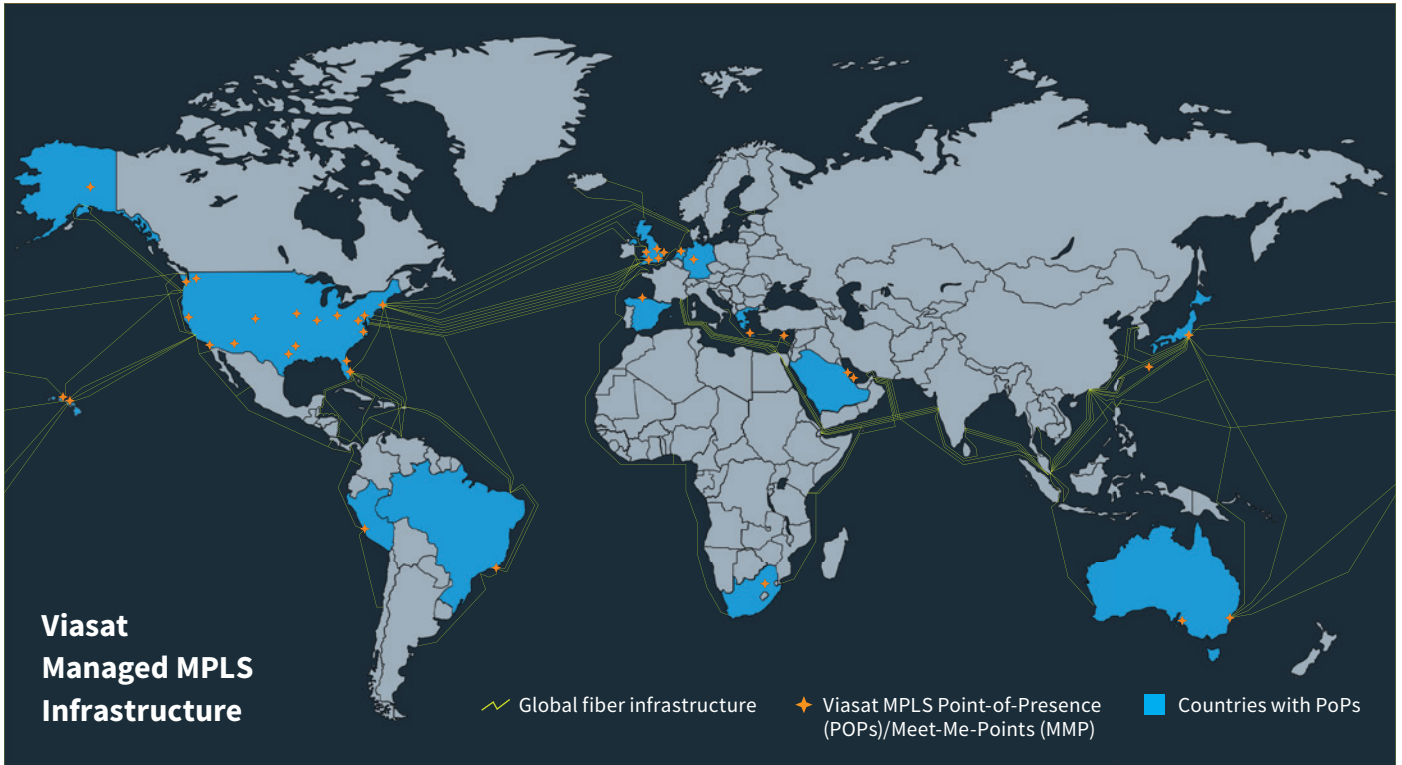 Viasat
Managed MPLS
Infrastructure
Global fiber infrastructure
Viasat MPLS Point-of-Presence
(POPs)/Meet-Me-Points (MMP)
Countries with PoPs